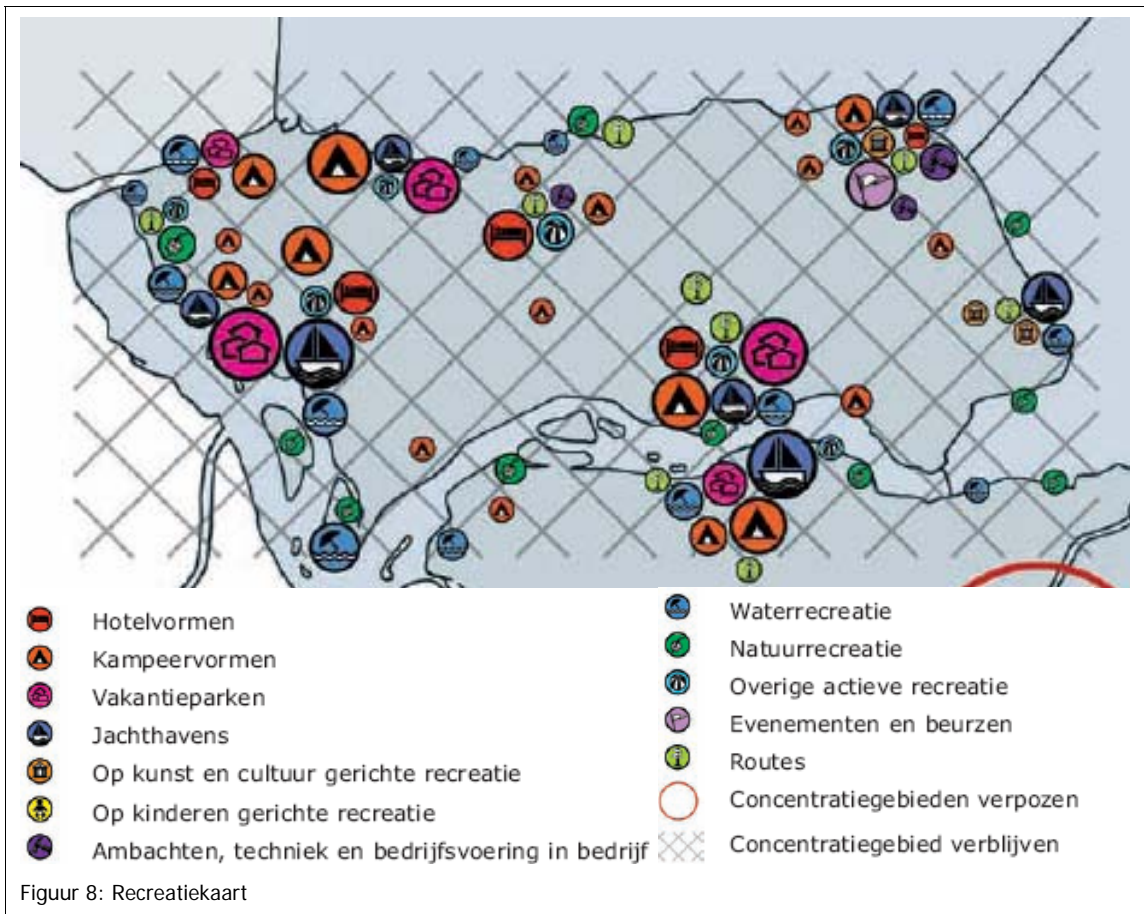 Hotelvormen
Kampeervormen
Vakantieparken
Jachthavens
Op kunst en cultuur gerichte recreatie
Op kinderen gerichte recreatie
Ambachten, techniek en bedrijfsvoering in bedrijf
Waterrecreatie
Natuurrecreatie
Overige actieve recreatie
Evenementen en beurzen
Routes
Concentratiegebieden verpozen
Concentratiegebied verblijven
Figuur 8: Recreatiekaart